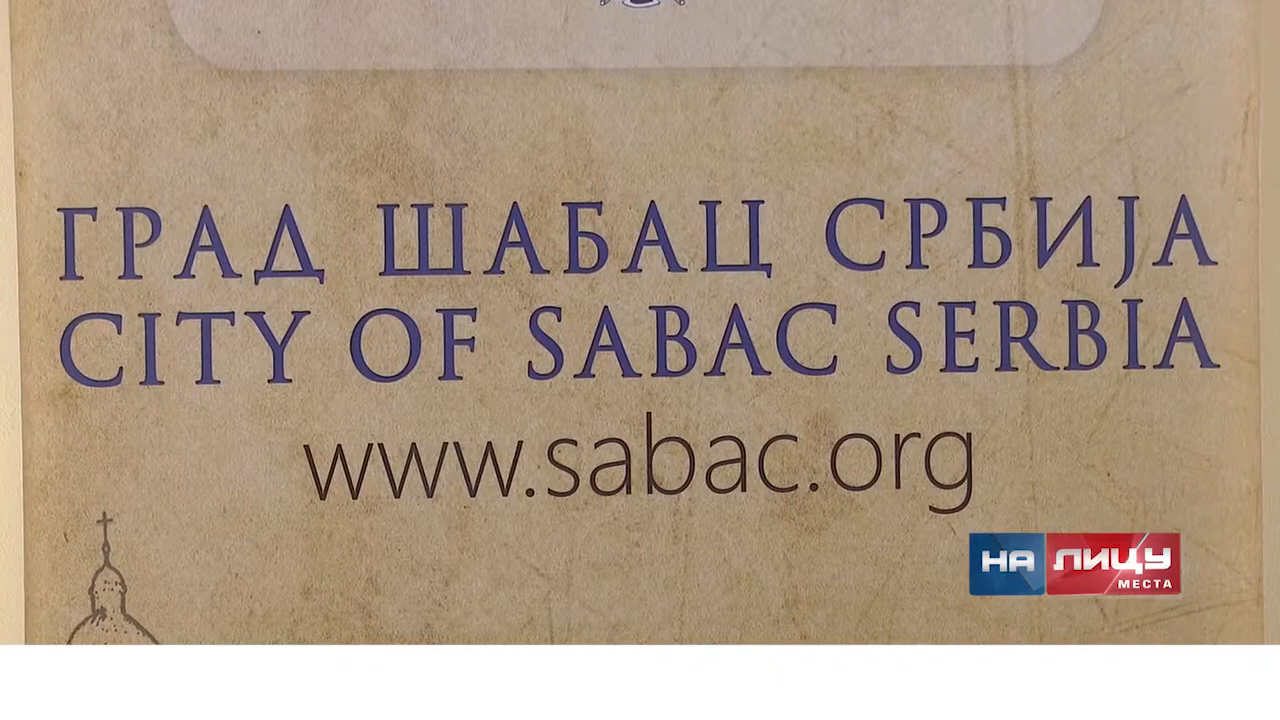 ГРАД ШАБАЦ СРБИЈА
CITY OF SABAC SERBIA
www.sabac.org
НА ЛИЦУ
МЕСТА